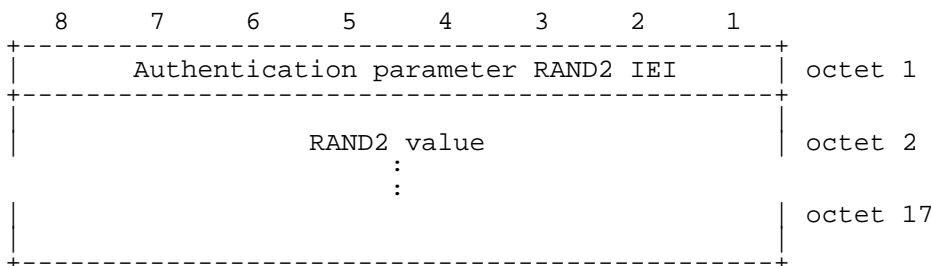 8 7 6 5 4 3 2 1
Authentication parameter RAND2 IEI octet 1
RAND2 value octet 2
:
:
octet 17